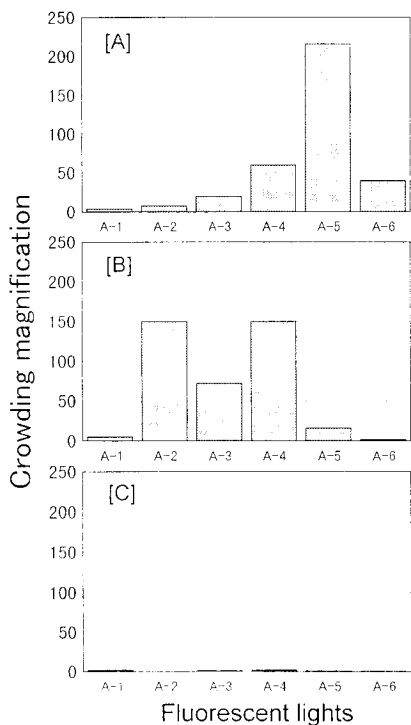 Crowding magnification
[A]
250
200
150
100
50
0
A-1 A-2 A-3 A-4 A-5 A-6
[B]
250
200
150
100
50
0
A-1 A-2 A-3 A-4 A-5 A-6
[C]
250
200
150
100
50
0
A-1 A-2 A-3 A-4 A-5 A-6
Fluorescent lights